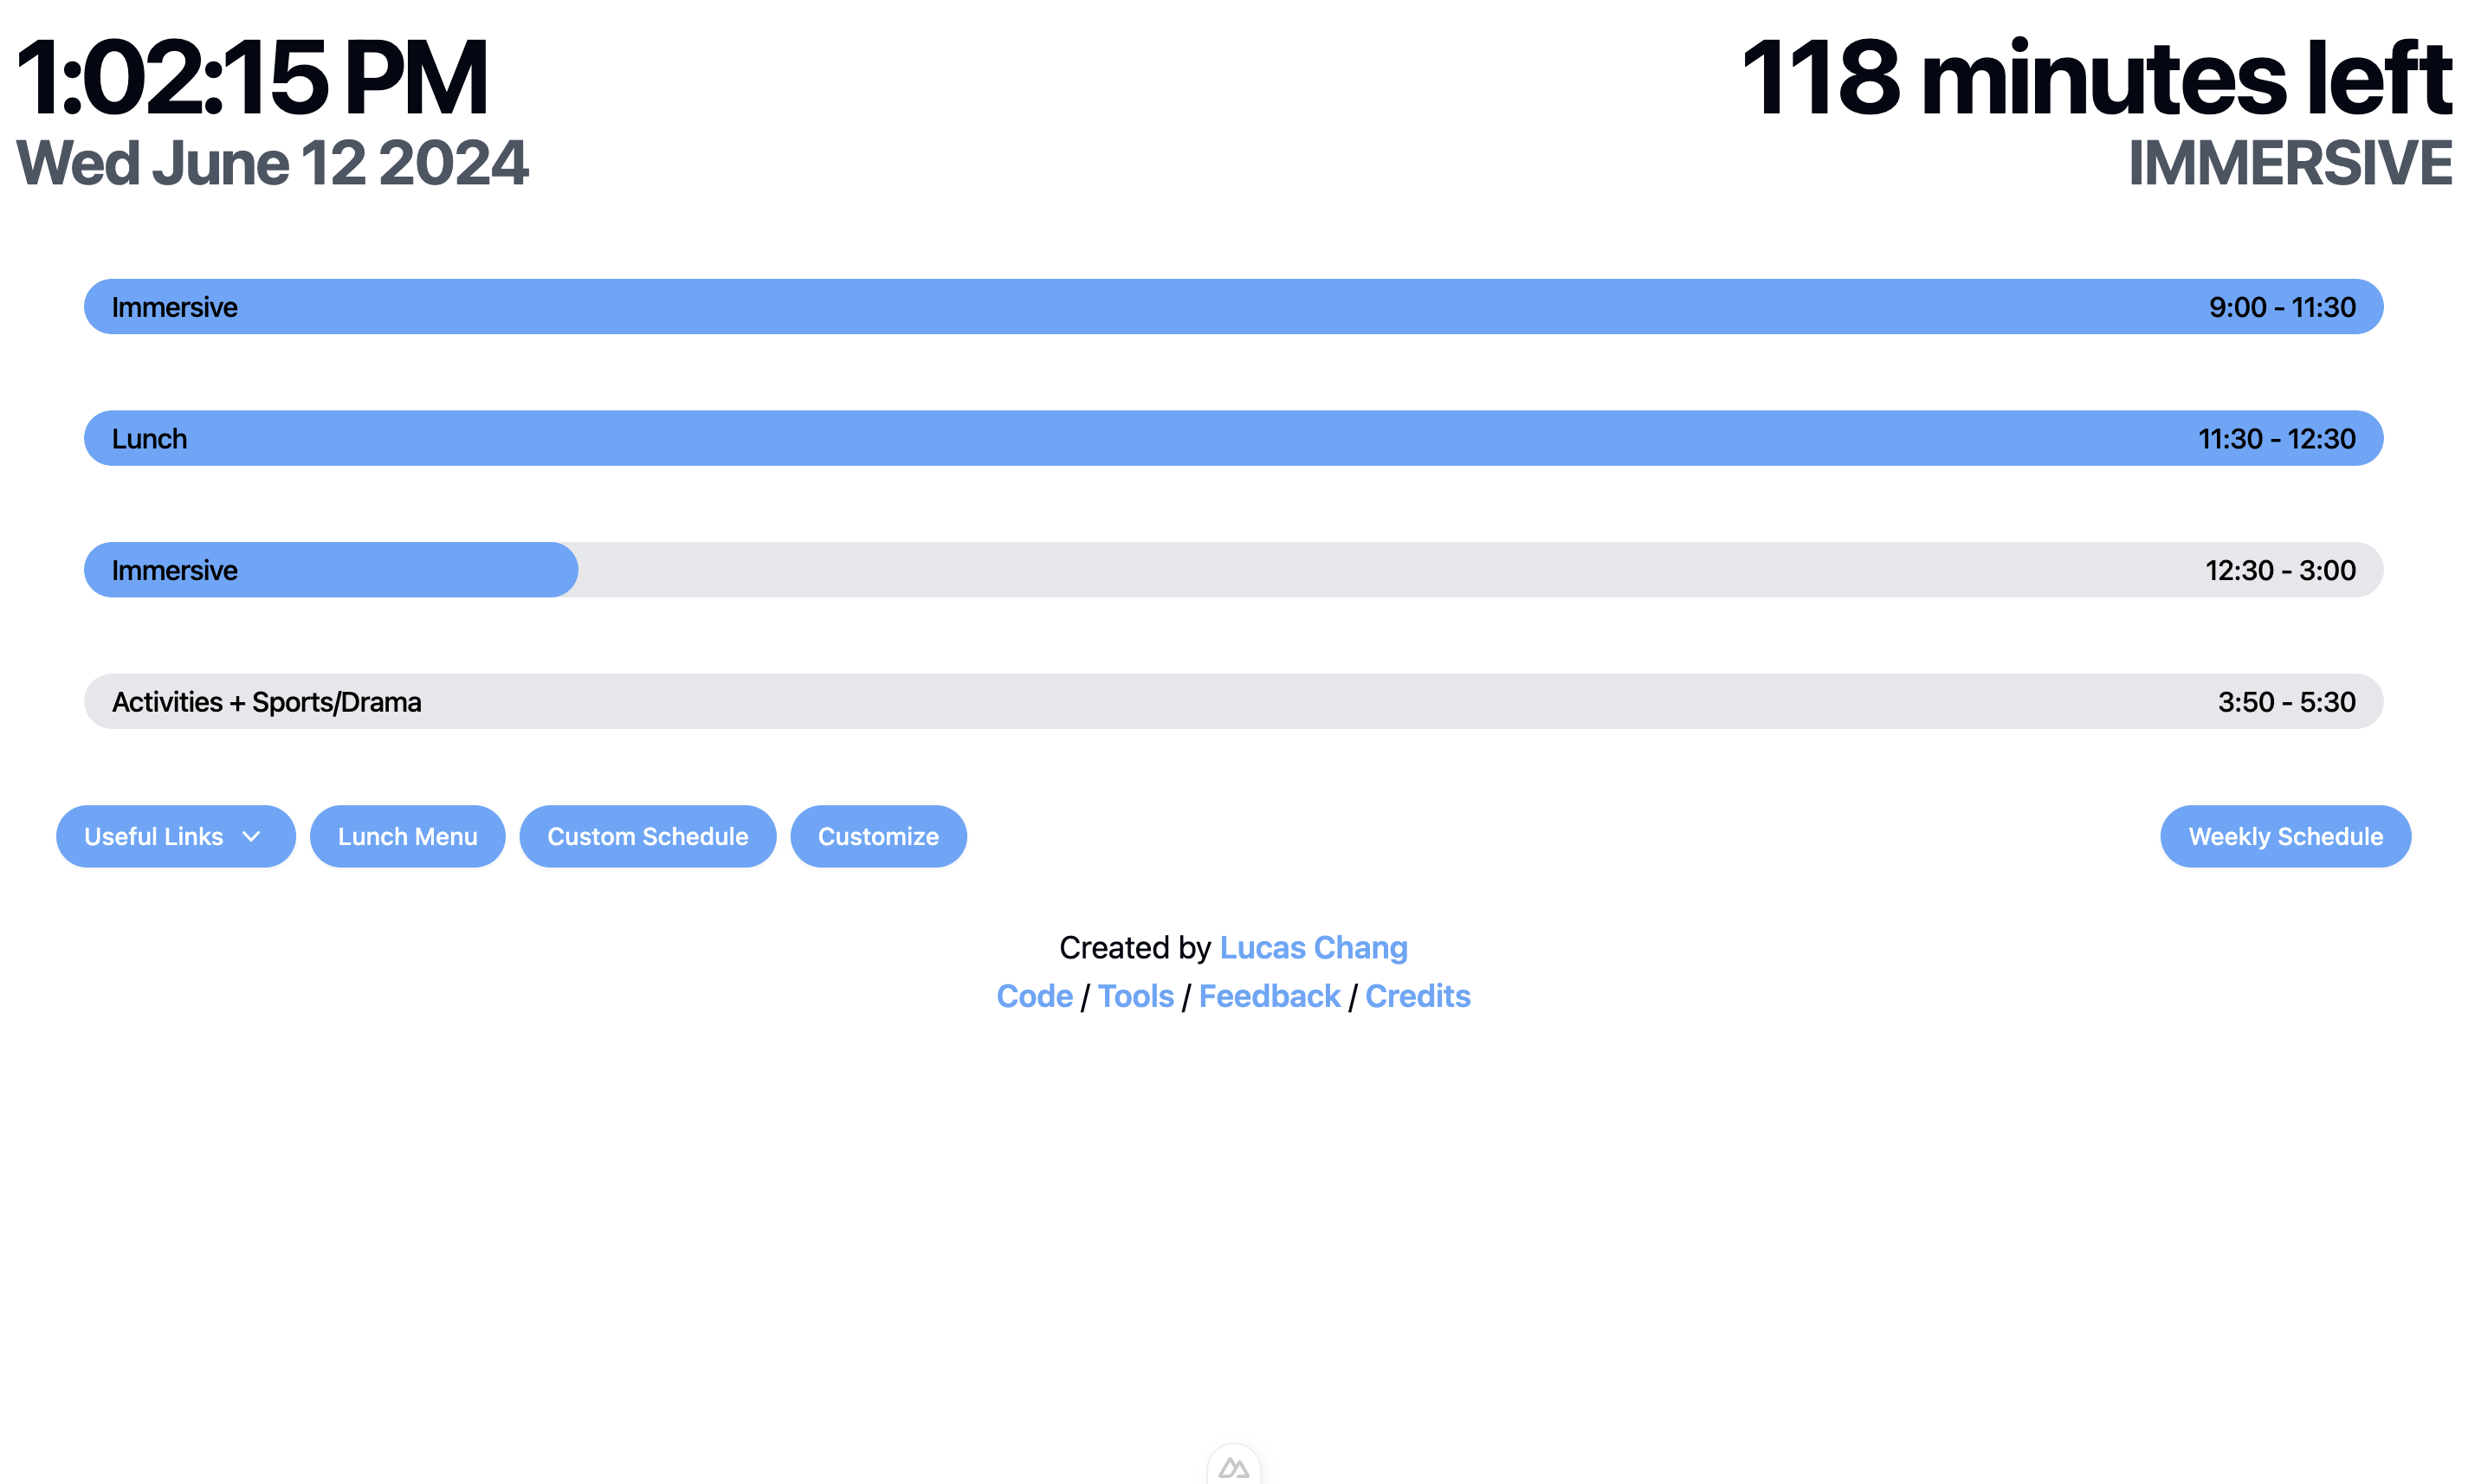 1:02:15 PM
118 minutes left
Wed June 12 2024
IMMERSIVE
Immersive 9:00 - 11:30
Lunch 11:30 - 12:30
Immersive 12:30 - 3:00
Activities + Sports/Drama 3:50 - 5:30
Useful Links Lunch Menu Custom Schedule Customize Weekly Schedule
Created by Lucas Chang
Code / Tools / Feedback / Credits